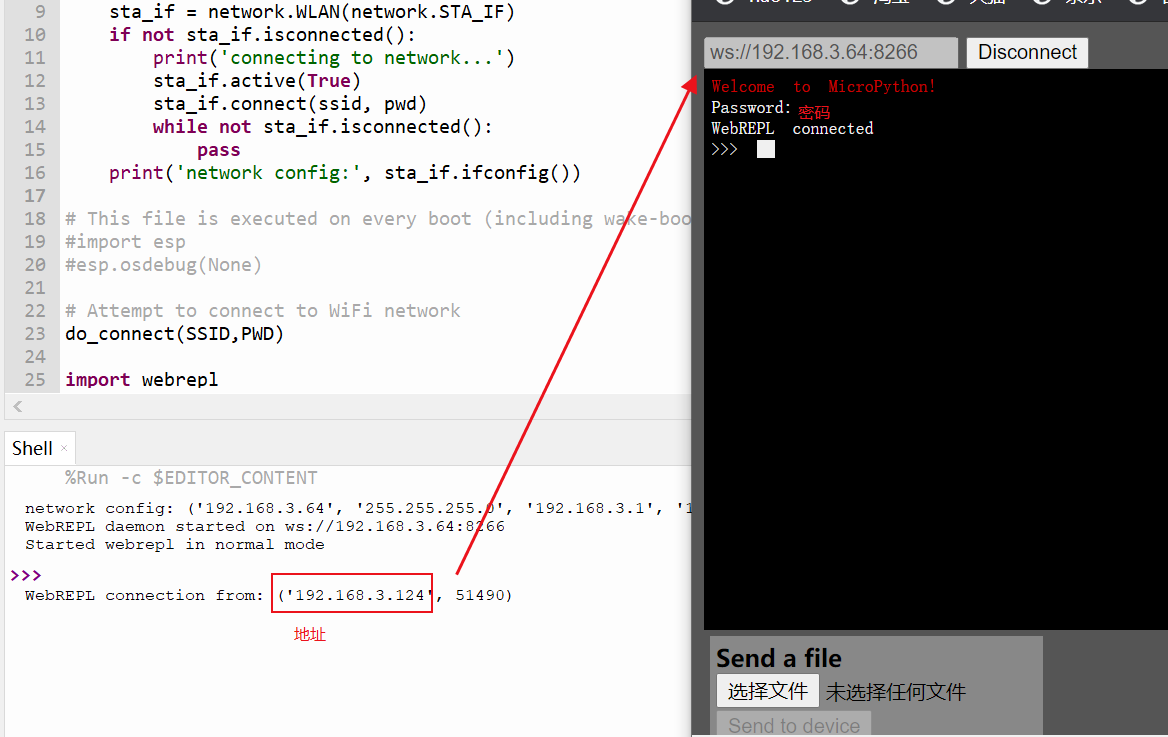 9 sta_if = network.WLAN(network.STA_IF)
10 if not sta_if.isconnected():
11 print('connecting to network...')
12 sta_if.active(True)
13 sta_if.connect(ssid, pwd)
14 while not sta_if.isconnected():
15 pass
16 print('network config:', sta_if.ifconfig())
17
18 # This file is executed on every boot (including wake-boo
19 #import esp
20 #esp.osdebug(None)
21
22 # Attempt to connect to WiFi network
23 do_connect(SSID,PWD)
24
25 import webrepl
Shell ×
%Run -c $EDITOR_CONTENT
network config: ('192.168.3.64', '255.255.255.0', '192.168.3.1', '1
WebREPL daemon started on ws://192.168.3.64:8266
Started webrepl in normal mode
>>>
WebREPL connection from: ('192.168.3.124', 51490)
地址
ws://192.168.3.64:8266 Disconnect
Welcome to MicroPython!
Password: 密码
WebREPL connected
>>>
Send a file
选择文件 未选择任何文件
Send to device